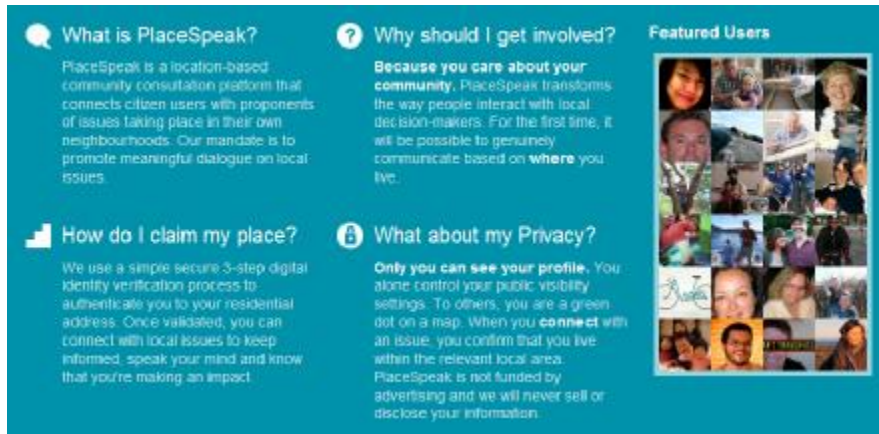 What is PlaceSpeak?
PlaceSpeak is a location-based
community consultation platform that
connects citizen users with proponents
of issues taking place in their own
neighbourhoods. Our mandate is to
promote meaningful dialogue on local
issues.
Why should I get involved?
Because you care about your
community. PlaceSpeak transforms
the way people interact with local
decision-makers. For the first time, it
will be possible to genuinely
communicate based on where you
live.
How do I claim my place?
We use a simple secure 3-step digital
identity verification process to
authenticate you to your residential
address. Once validated, you can
connect with local issues to keep
informed, speak your mind and know
that you're making an impact.
What about my Privacy?
Only you can see your profile. You
alone control your public visibility
settings. To others, you are a green
dot on a map. When you connect with
an issue, you confirm that you live
within the relevant local area.
PlaceSpeak is not funded by
advertising and we will never sell or
disclose your information.
Featured Users